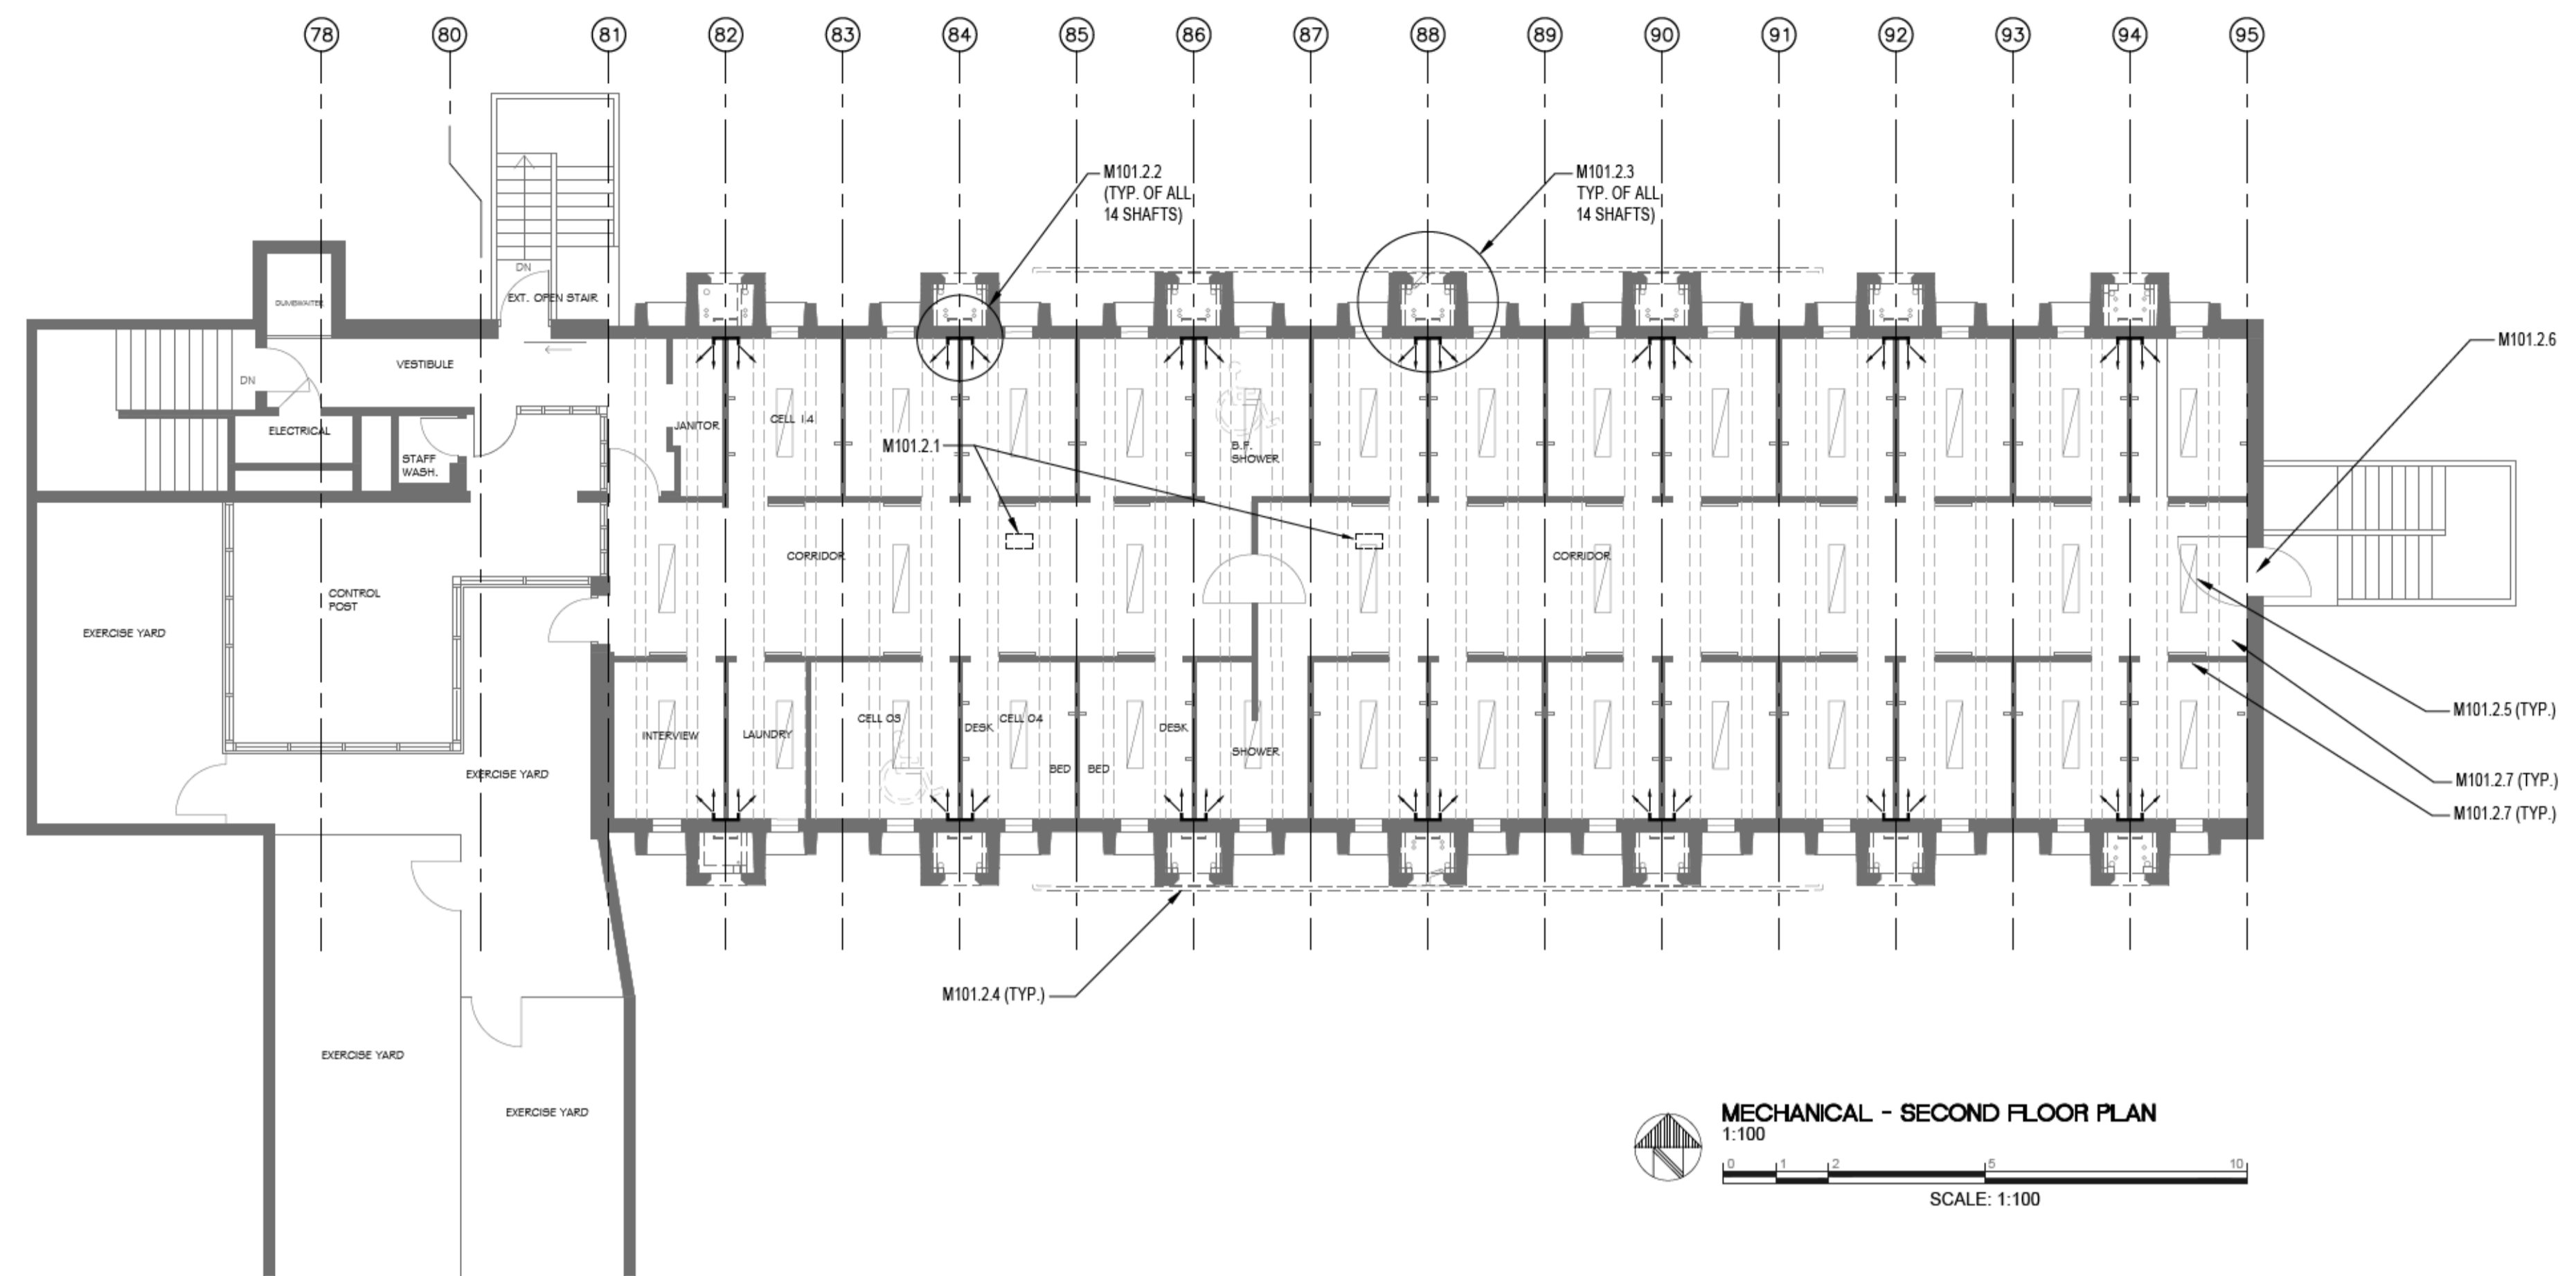 78
80
81
82
83
84
85
86
87
88
89
90
91
92
93
94
95
M101.2.2
(TYP. OF ALL
14 SHAFTS)
M101.2.3
TYP. OF ALL
14 SHAFTS)
DN
EXT. OPEN STAIR
DUMBWAITER
M101.2.6
VESTIBULE
DN
ELECTRICAL
STAFF
WASH.
JANITOR
CELL 14
M101.2.1
B.F.
SHOWER
CORRIDOR
CORRIDOR
CONTROL
POST
EXERCISE YARD
M101.2.5 (TYP.)
CELL 03
DESK
CELL 04
DESK
INTERVIEW
LAUNDRY
SHOWER
BED
BED
EXERCISE YARD
M101.2.7 (TYP.)
M101.2.7 (TYP.)
M101.2.4 (TYP.)
EXERCISE YARD
EXERCISE YARD
MECHANICAL - SECOND FLOOR PLAN
1:100
0 1 2 5 10
SCALE: 1:100